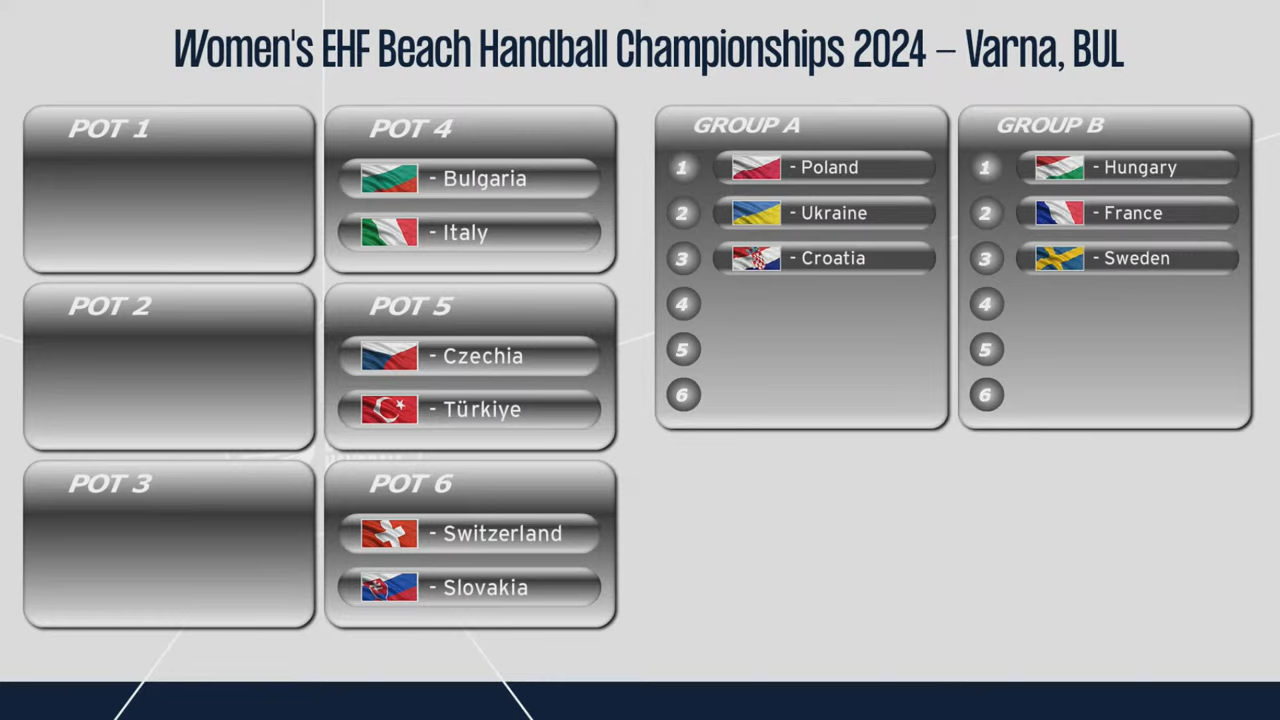 Women's EHF Beach Handball Championships 2024 – Varna, BUL
POT 1
POT 2
POT 3
POT 4
- Bulgaria
- Italy
POT 5
- Czechia
- Türkiye
POT 6
- Switzerland
- Slovakia
GROUP A
1 - Poland
2 - Ukraine
3 - Croatia
4
5
6
GROUP B
1 - Hungary
2 - France
3 - Sweden
4
5
6